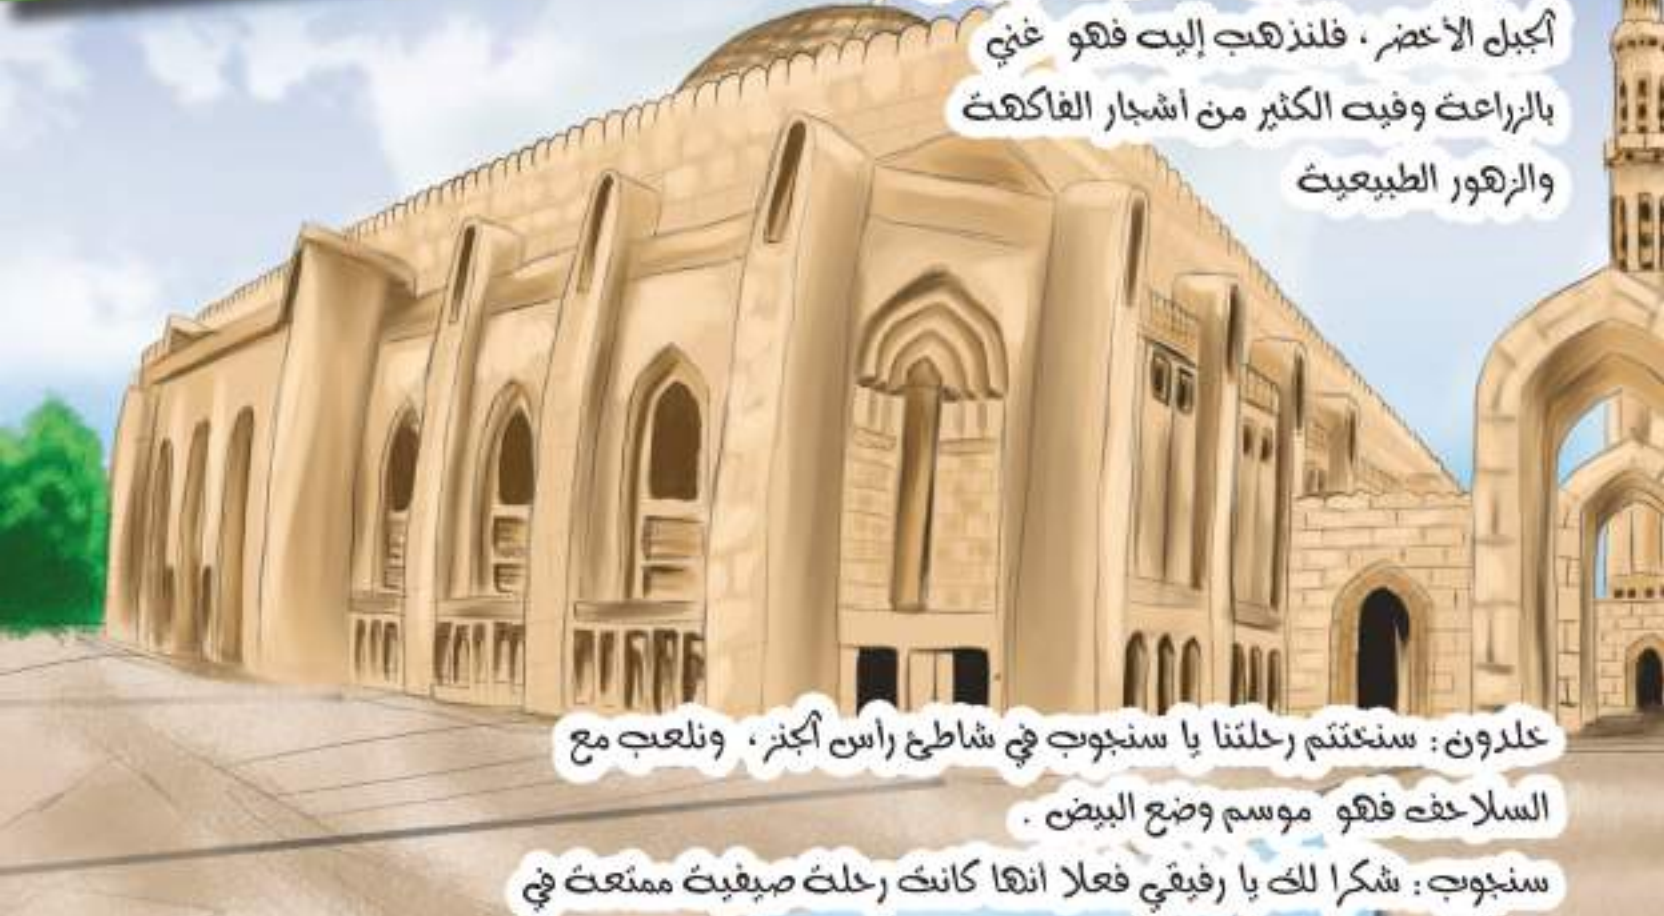 الجبل الأخضر ، فلنذهب إليه فهو غني
بالزراعة وفيه الكثير من أشجار الفاكهة
والزهور الطبيعية
خلدون : سنختتم رحلتنا يا سنجوب في شاطئ رأس الجنز ، ونلعب مع
السلاحف فهو موسم وضع البيض .
سنجوب : شكرا لك يا رفيقي فعلا انها كانت رحلة صيفية ممتعة في